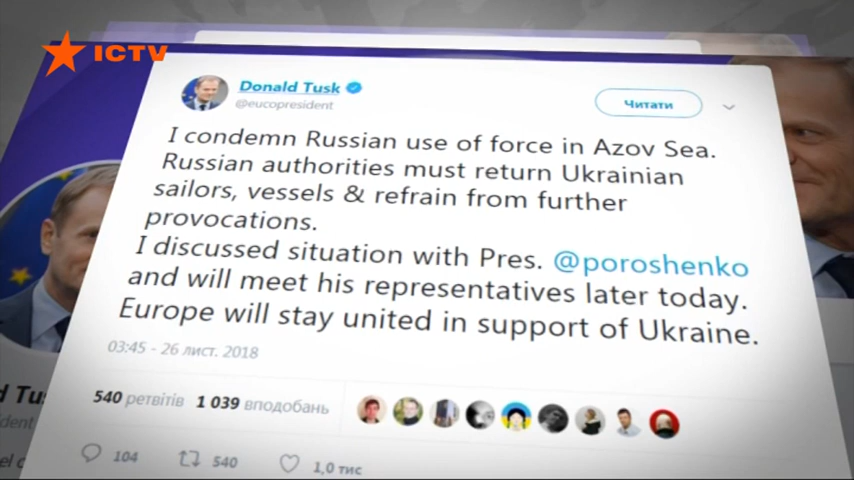 ICTV
Donald Tusk
@eucopresident
Читати
I condemn Russian use of force in Azov Sea.
Russian authorities must return Ukrainian
sailors, vessels & refrain from further
provocations.
I discussed situation with Pres. @poroshenko
and will meet his representatives later today.
Europe will stay united in support of Ukraine.
03:45 - 26 лист. 2018
540 ретвітів 1 039 вподобань
104 540 1,0 тис